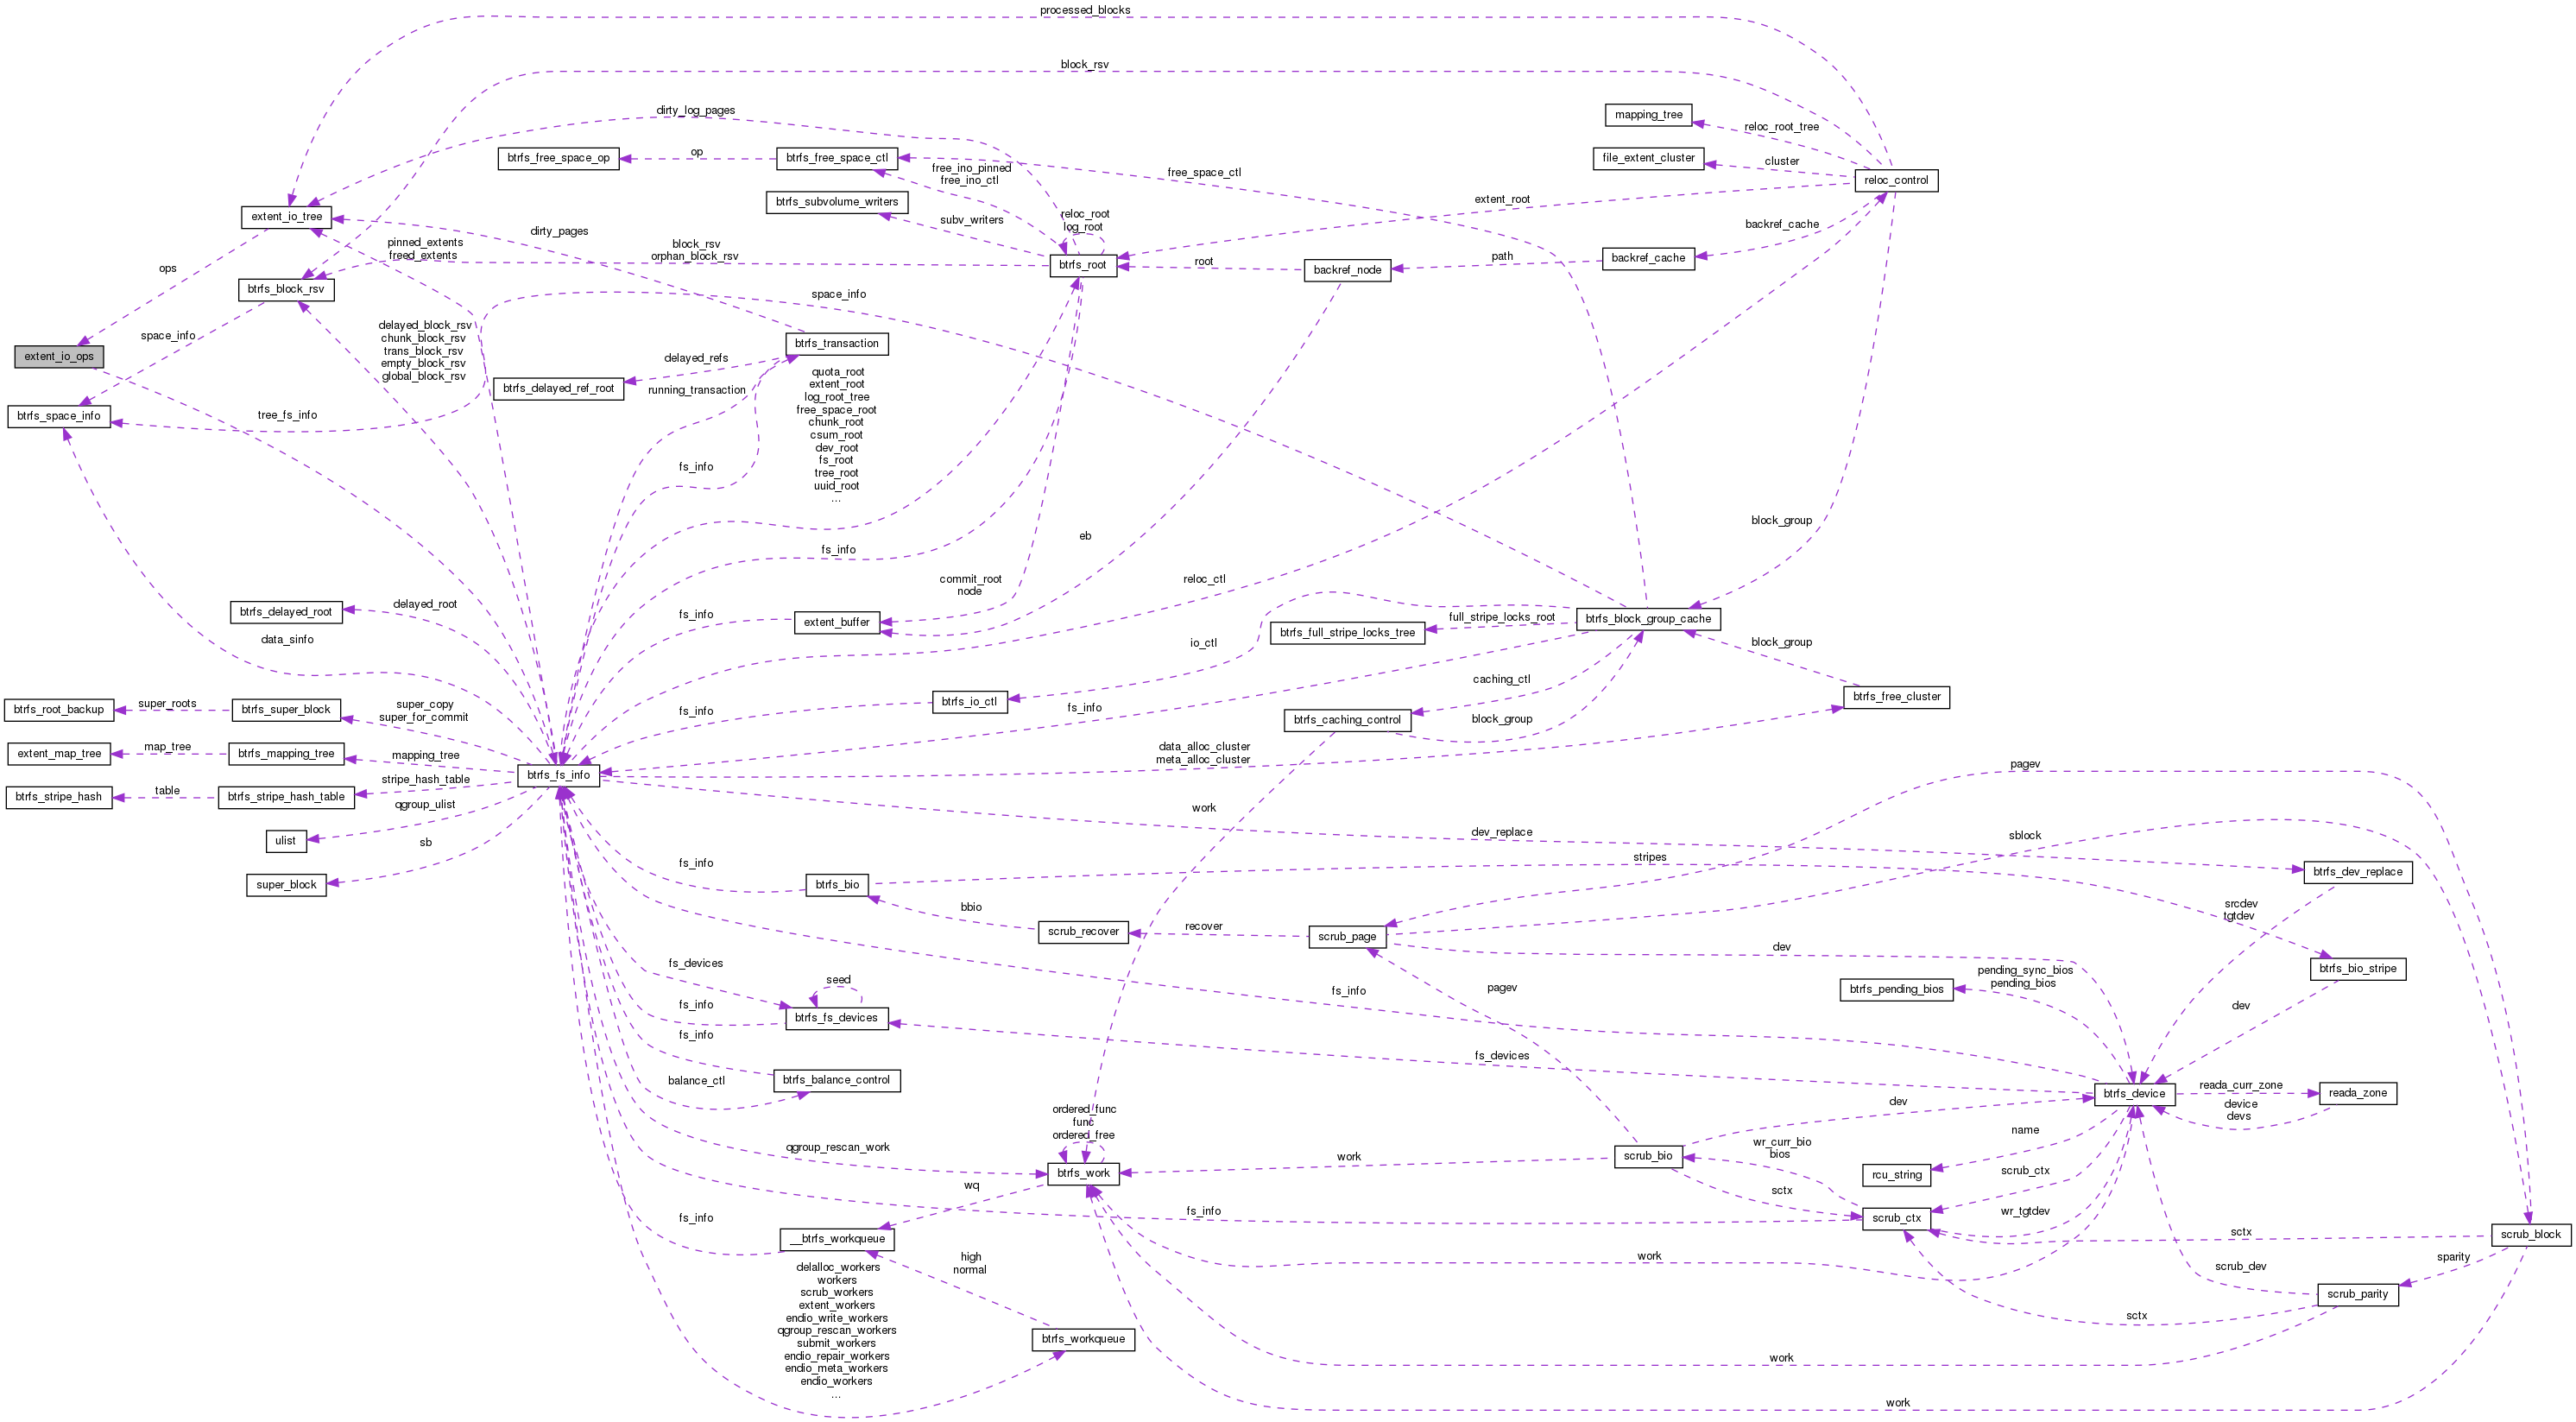 processed_blocks
block_rsv
dirty_log_pages
mapping_tree
reloc_root_tree
btrfs_free_space_op
op
btrfs_free_space_ctl
file_extent_cluster
cluster
free_ino_pinned
free_ino_ctl
free_space_ctl
reloc_control
btrfs_subvolume_writers
extent_root
extent_io_tree
subv_writers
reloc_root
log_root
backref_cache
dirty_pages
pinned_extents
freed_extents
block_rsv
orphan_block_rsv
btrfs_root
root
backref_node
path
backref_cache
ops
btrfs_block_rsv
space_info
space_info
delayed_block_rsv
chunk_block_rsv
trans_block_rsv
empty_block_rsv
global_block_rsv
btrfs_transaction
extent_io_ops
delayed_refs
btrfs_delayed_ref_root
running_transaction
quota_root
extent_root
log_root_tree
free_space_root
chunk_root
csum_root
dev_root
fs_root
tree_root
uuid_root
...
btrfs_space_info
tree_fs_info
fs_info
block_group
eb
fs_info
reloc_ctl
commit_root
node
btrfs_delayed_root
delayed_root
fs_info
extent_buffer
btrfs_block_group_cache
full_stripe_locks_root
btrfs_full_stripe_locks_tree
data_sinfo
io_ctl
block_group
caching_ctl
btrfs_free_cluster
btrfs_root_backup
super_roots
btrfs_super_block
super_copy
super_for_commit
fs_info
btrfs_io_ctl
fs_info
btrfs_caching_control
block_group
extent_map_tree
map_tree
btrfs_mapping_tree
mapping_tree
data_alloc_cluster
meta_alloc_cluster
pagev
btrfs_fs_info
btrfs_stripe_hash
table
btrfs_stripe_hash_table
stripe_hash_table
qgroup_ulist
work
ulist
sb
dev_replace
sblock
super_block
fs_info
btrfs_bio
stripes
btrfs_dev_replace
bbio
scrub_recover
recover
scrub_page
srcdev
tgtdev
dev
fs_devices
seed
fs_info
btrfs_fs_devices
fs_info
pagev
fs_info
btrfs_pending_bios
pending_sync_bios
pending_bios
btrfs_bio_stripe
dev
fs_devices
btrfs_balance_control
balance_ctl
btrfs_device
reada_curr_zone
reada_zone
device
devs
ordered_func
func
ordered_free
dev
name
qgroup_rescan_work
btrfs_work
work
scrub_bio
wr_curr_bio
bios
rcu_string
scrub_ctx
wq
sctx
fs_info
fs_info
scrub_ctx
wr_tgtdev
__btrfs_workqueue
sctx
scrub_block
high
normal
work
scrub_dev
sparity
delalloc_workers
workers
scrub_workers
extent_workers
endio_write_workers
qgroup_rescan_workers
submit_workers
endio_repair_workers
endio_meta_workers
endio_workers
...
scrub_parity
sctx
btrfs_workqueue
work
work